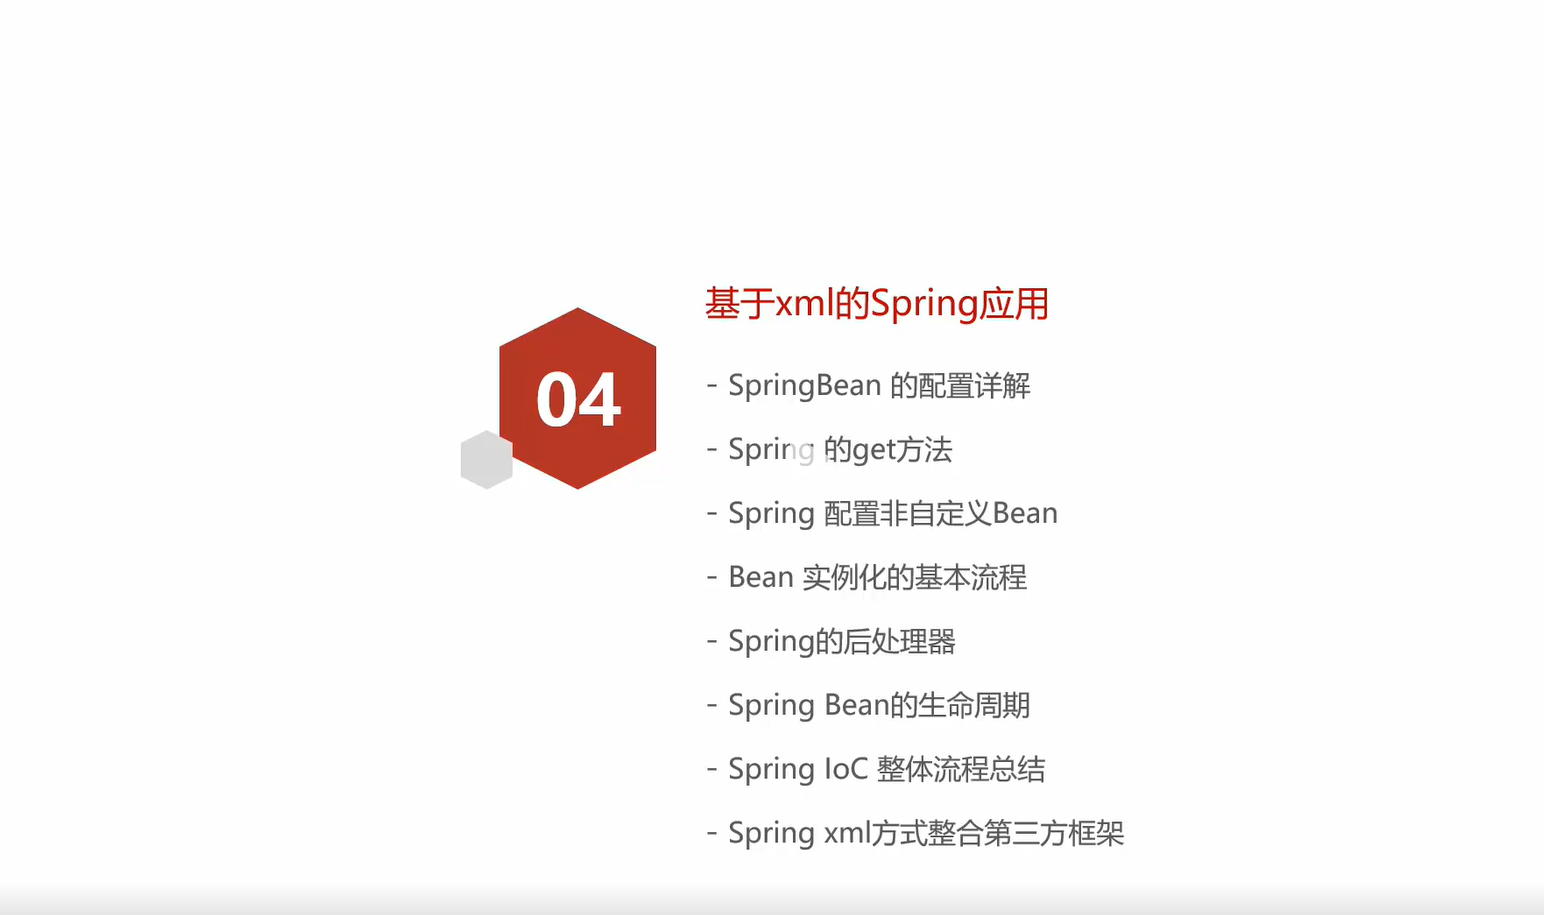 04
基于xml的Spring应用
- SpringBean 的配置详解
- Spring 的get方法
- Spring 配置非自定义Bean
- Bean 实例化的基本流程
- Spring的后处理器
- Spring Bean的生命周期
- Spring IoC 整体流程总结
- Spring xml方式整合第三方框架